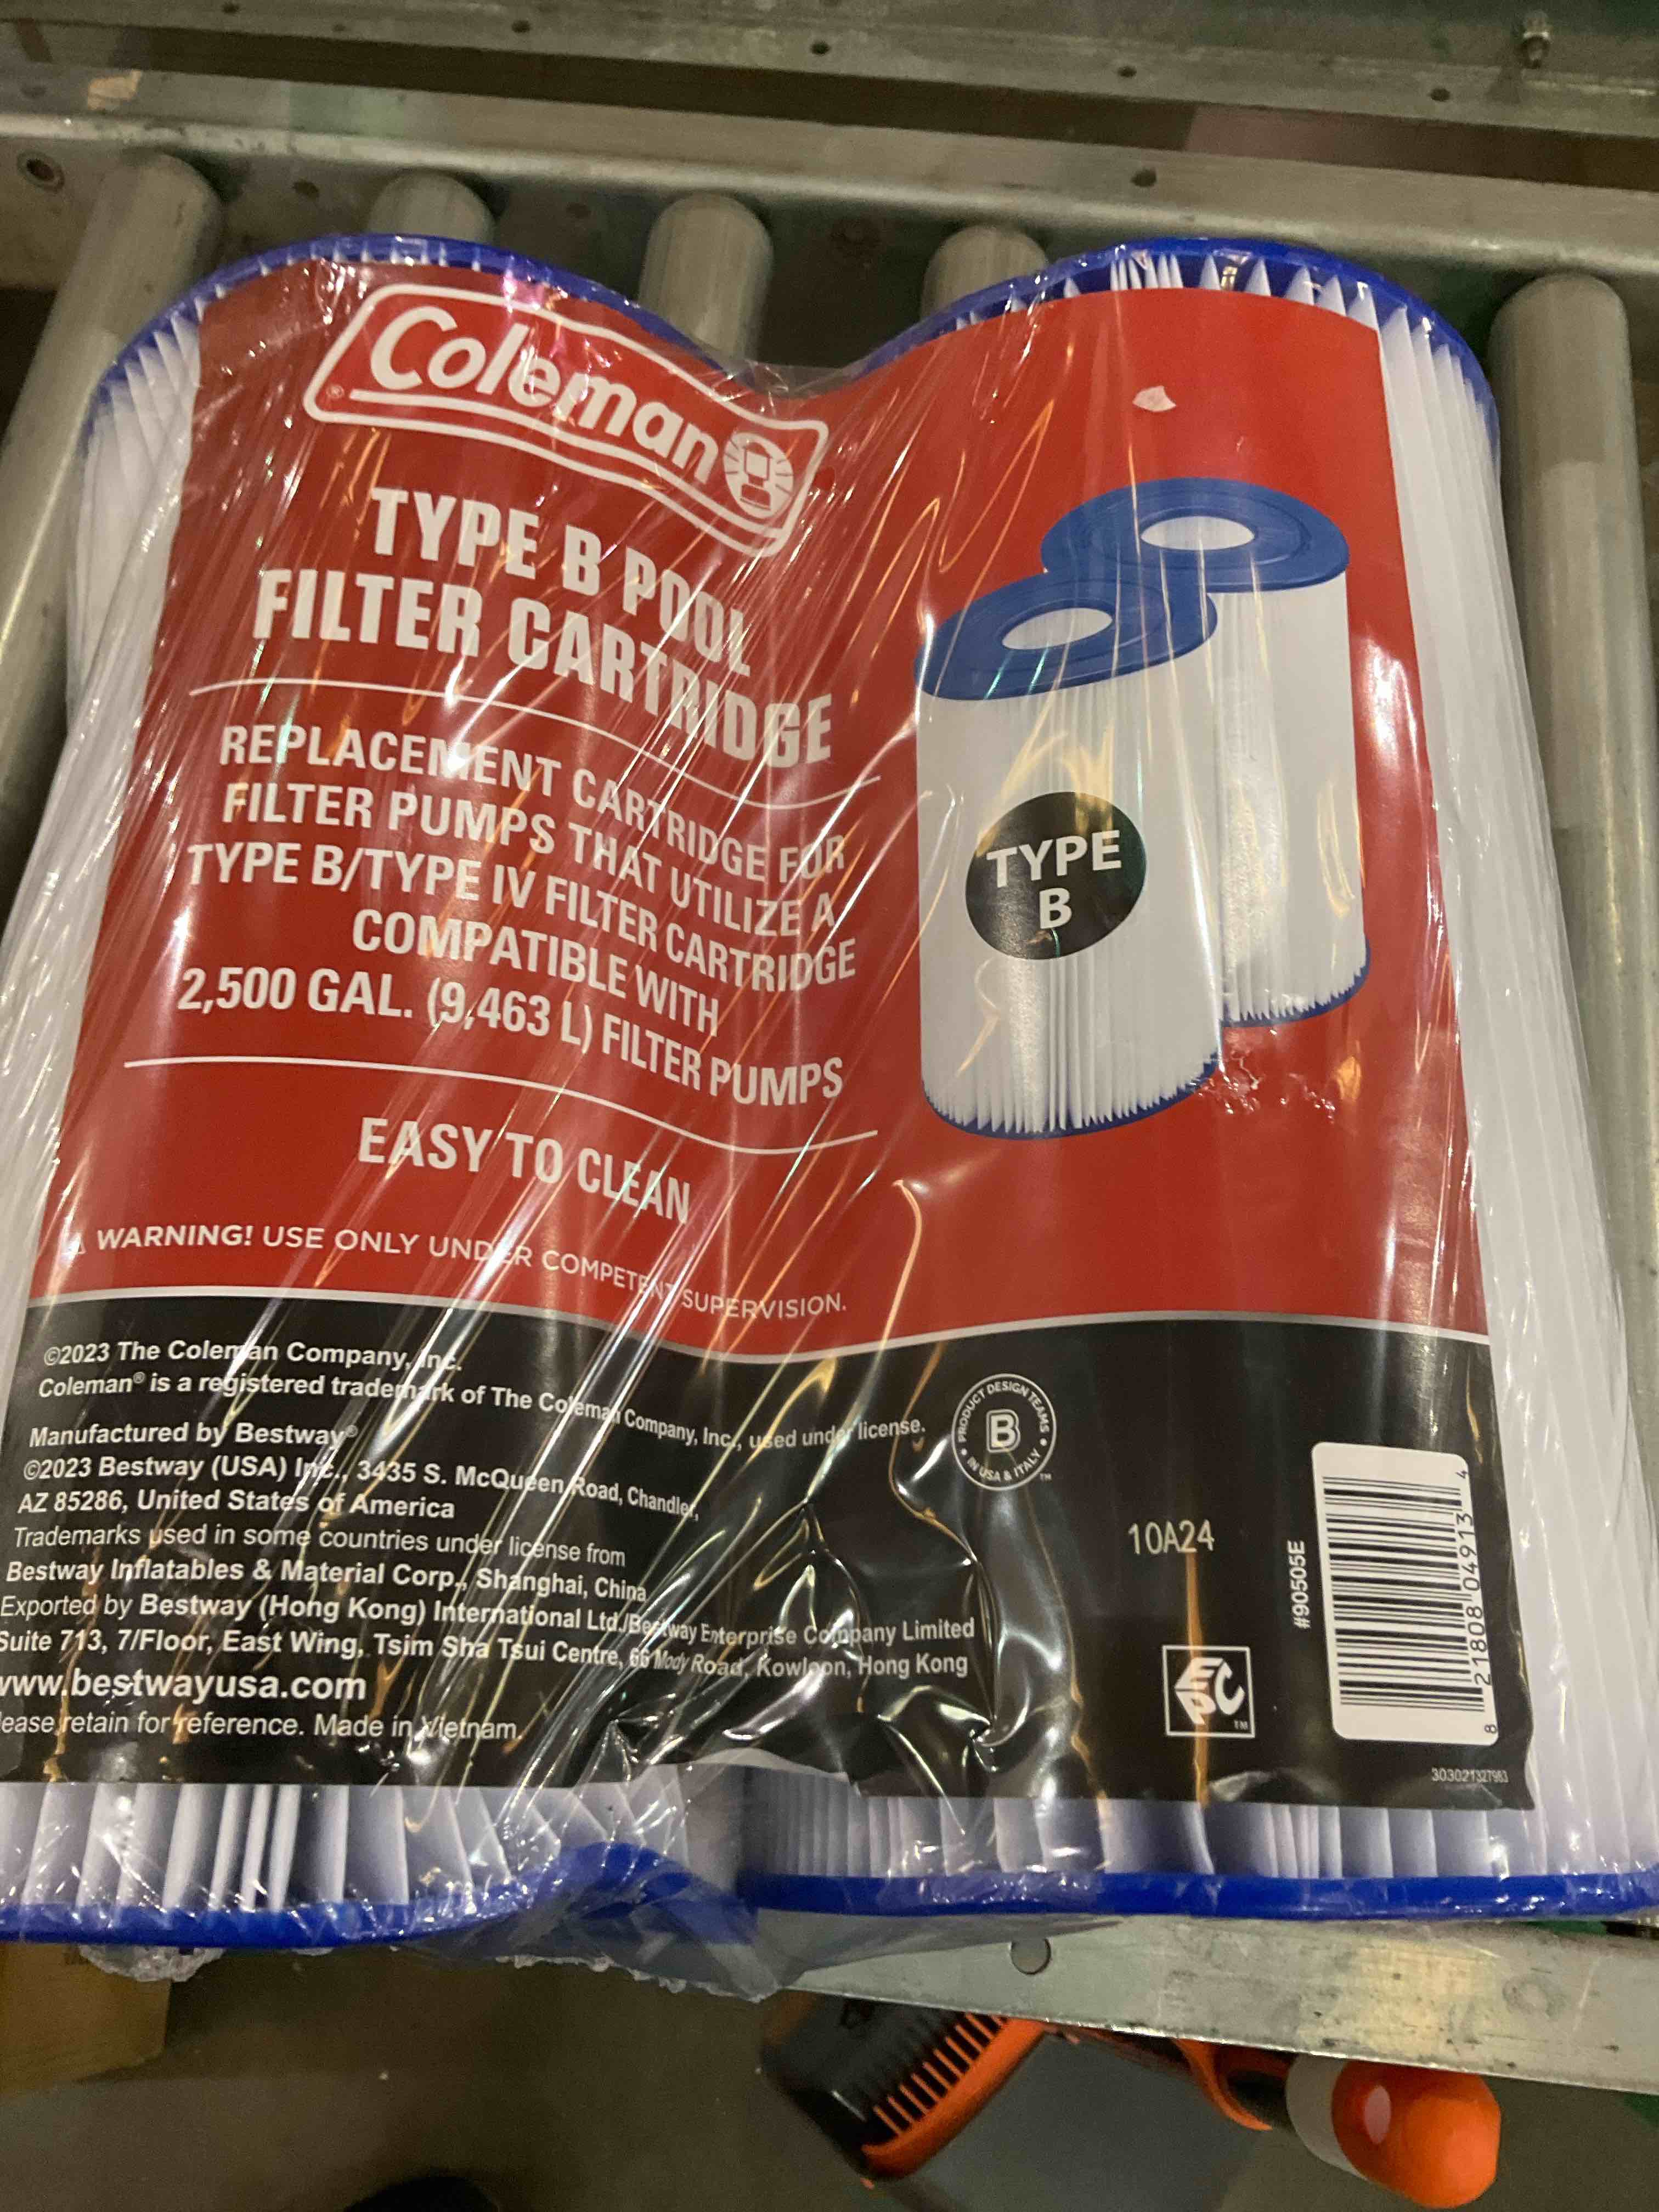 Coleman®
TYPE B POOL
FILTER CARTRIDGE
REPLACEMENT CARTRIDGE FOR
FILTER PUMPS THAT UTILIZE A
TYPE B/TYPE IV FILTER CARTRIDGE
COMPATIBLE WITH
2,500 GAL. (9,463 L) FILTER PUMPS
EASY TO CLEAN
WARNING! USE ONLY UNDER COMPETENT SUPERVISION.
TYPE
B
©2023 The Coleman Company, Inc.
Coleman® is a registered trademark of The Coleman Company, Inc., used under license.
Manufactured by Bestway®
©2023 Bestway (USA) Inc., 3435 S. McQueen Road, Chandler,
AZ 85286, United States of America
Trademarks used in some countries under license from
Bestway Inflatables & Material Corp., Shanghai, China
Exported by Bestway (Hong Kong) International Ltd./Bestway Enterprise Company Limited
Suite 713, 7/Floor, East Wing, Tsim Sha Tsui Centre, 66 Mody Road, Kowloon, Hong Kong
www.bestwayusa.com
lease retain for reference. Made in Vietnam.
PRODUCT DESIGN TEAMS
B
IN USA & ITALY
TM
10A24
EPC
TM
#90505E
8 21808 04913 4
303021327983